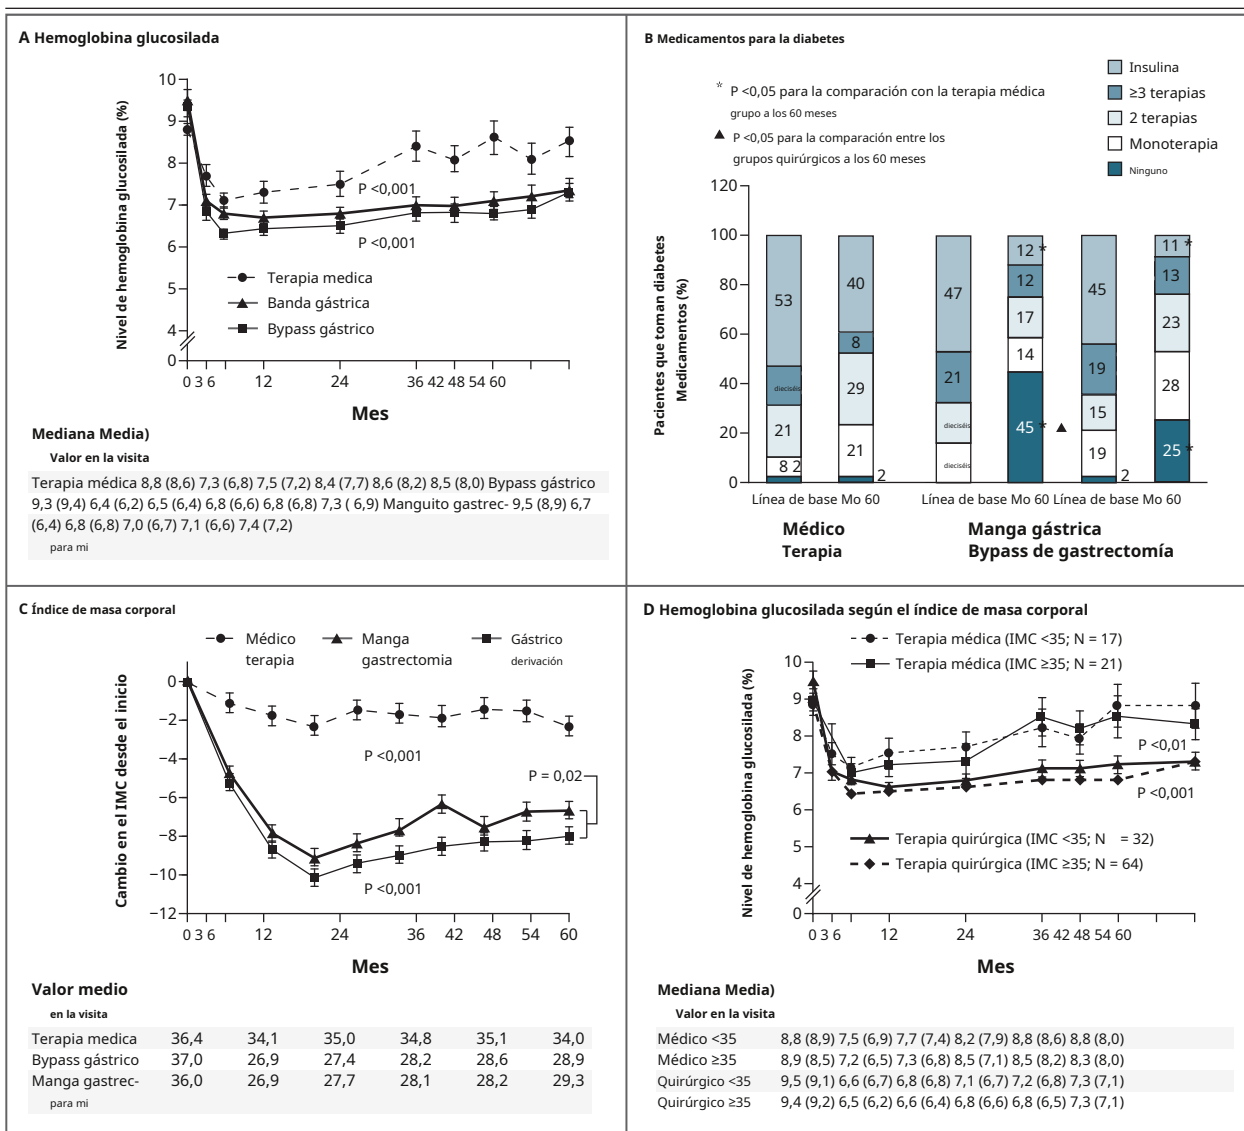 A Hemoglobina glucosilada
Nivel de hemoglobina glucosilada (%)
10
9
8
7
6
5
4
0
P <0,001
P <0,001
Terapia medica
Banda gástrica
Bypass gástrico
0 3 6 12 24 36 42 48 54 60
Mes
Mediana Media)
Valor en la visita
Terapia médica 8,8 (8,6) 7,3 (6,8) 7,5 (7,2) 8,4 (7,7) 8,6 (8,2) 8,5 (8,0) Bypass gástrico
9,3 (9,4) 6,4 (6,2) 6,5 (6,4) 6,8 (6,6) 6,8 (6,8) 7,3 ( 6,9) Manguito gastrec- 9,5 (8,9) 6,7
(6,4) 6,8 (6,8) 7,0 (6,7) 7,1 (6,6) 7,4 (7,2)
para mi
B Medicamentos para la diabetes
* P <0,05 para la comparación con la terapia médica
grupo a los 60 meses
▲ P <0,05 para la comparación entre los
grupos quirúrgicos a los 60 meses
Insulina
≥3 terapias
2 terapias
Monoterapia
Ninguno
Pacientes que toman diabetes
Medicamentos (%)
120
100
80
60
40
20
0
53
dieciséis
21
8 2
40
8
29
21
2
47
21
dieciséis
dieciséis
12 *
12
17
14
45 * ▲
45
19
15
19
2
11 *
13
23
28
25 *
Línea de base Mo 60 Línea de base Mo 60 Línea de base Mo 60
Médico
Terapia
Manga gástrica
Bypass de gastrectomía
C Índice de masa corporal
Médico
terapia
Manga
gastrectomia
Gástrico
derivación
Cambio en el IMC desde el inicio
0
−2
−4
−6
−8
−10
−12
P <0,001
P = 0,02
P <0,001
0 3 6 12 24 36 42 48 54 60
Mes
Valor medio
en la visita
Terapia medica 36,4 34,1 35,0 34,8 35,1 34,0
Bypass gástrico 37,0 26,9 27,4 28,2 28,6 28,9
Manga gastrec- 36,0 26,9 27,7 28,1 28,2 29,3
para mi
D Hemoglobina glucosilada según el índice de masa corporal
Terapia médica (IMC <35; N = 17)
Terapia médica (IMC ≥35; N = 21)
Nivel de hemoglobina glucosilada (%)
10
9
8
7
6
4
0
P <0,01
P <0,001
Terapia quirúrgica (IMC <35; N = 32)
Terapia quirúrgica (IMC ≥35; N = 64)
0 3 6 12 24 36 42 48 54 60
Mes
Mediana Media)
Valor en la visita
Médico <35 8,8 (8,9) 7,5 (6,9) 7,7 (7,4) 8,2 (7,9) 8,8 (8,6) 8,8 (8,0)
Médico ≥35 8,9 (8,5) 7,2 (6,5) 7,3 (6,8) 8,5 (7,1) 8,5 (8,2) 8,3 (8,0)
Quirúrgico <35 9,5 (9,1) 6,6 (6,7) 6,8 (6,8) 7,1 (6,7) 7,2 (6,8) 7,3 (7,1)
Quirúrgico ≥35 9,4 (9,2) 6,5 (6,2) 6,6 (6,4) 6,8 (6,6) 6,8 (6,5) 7,3 (7,1)